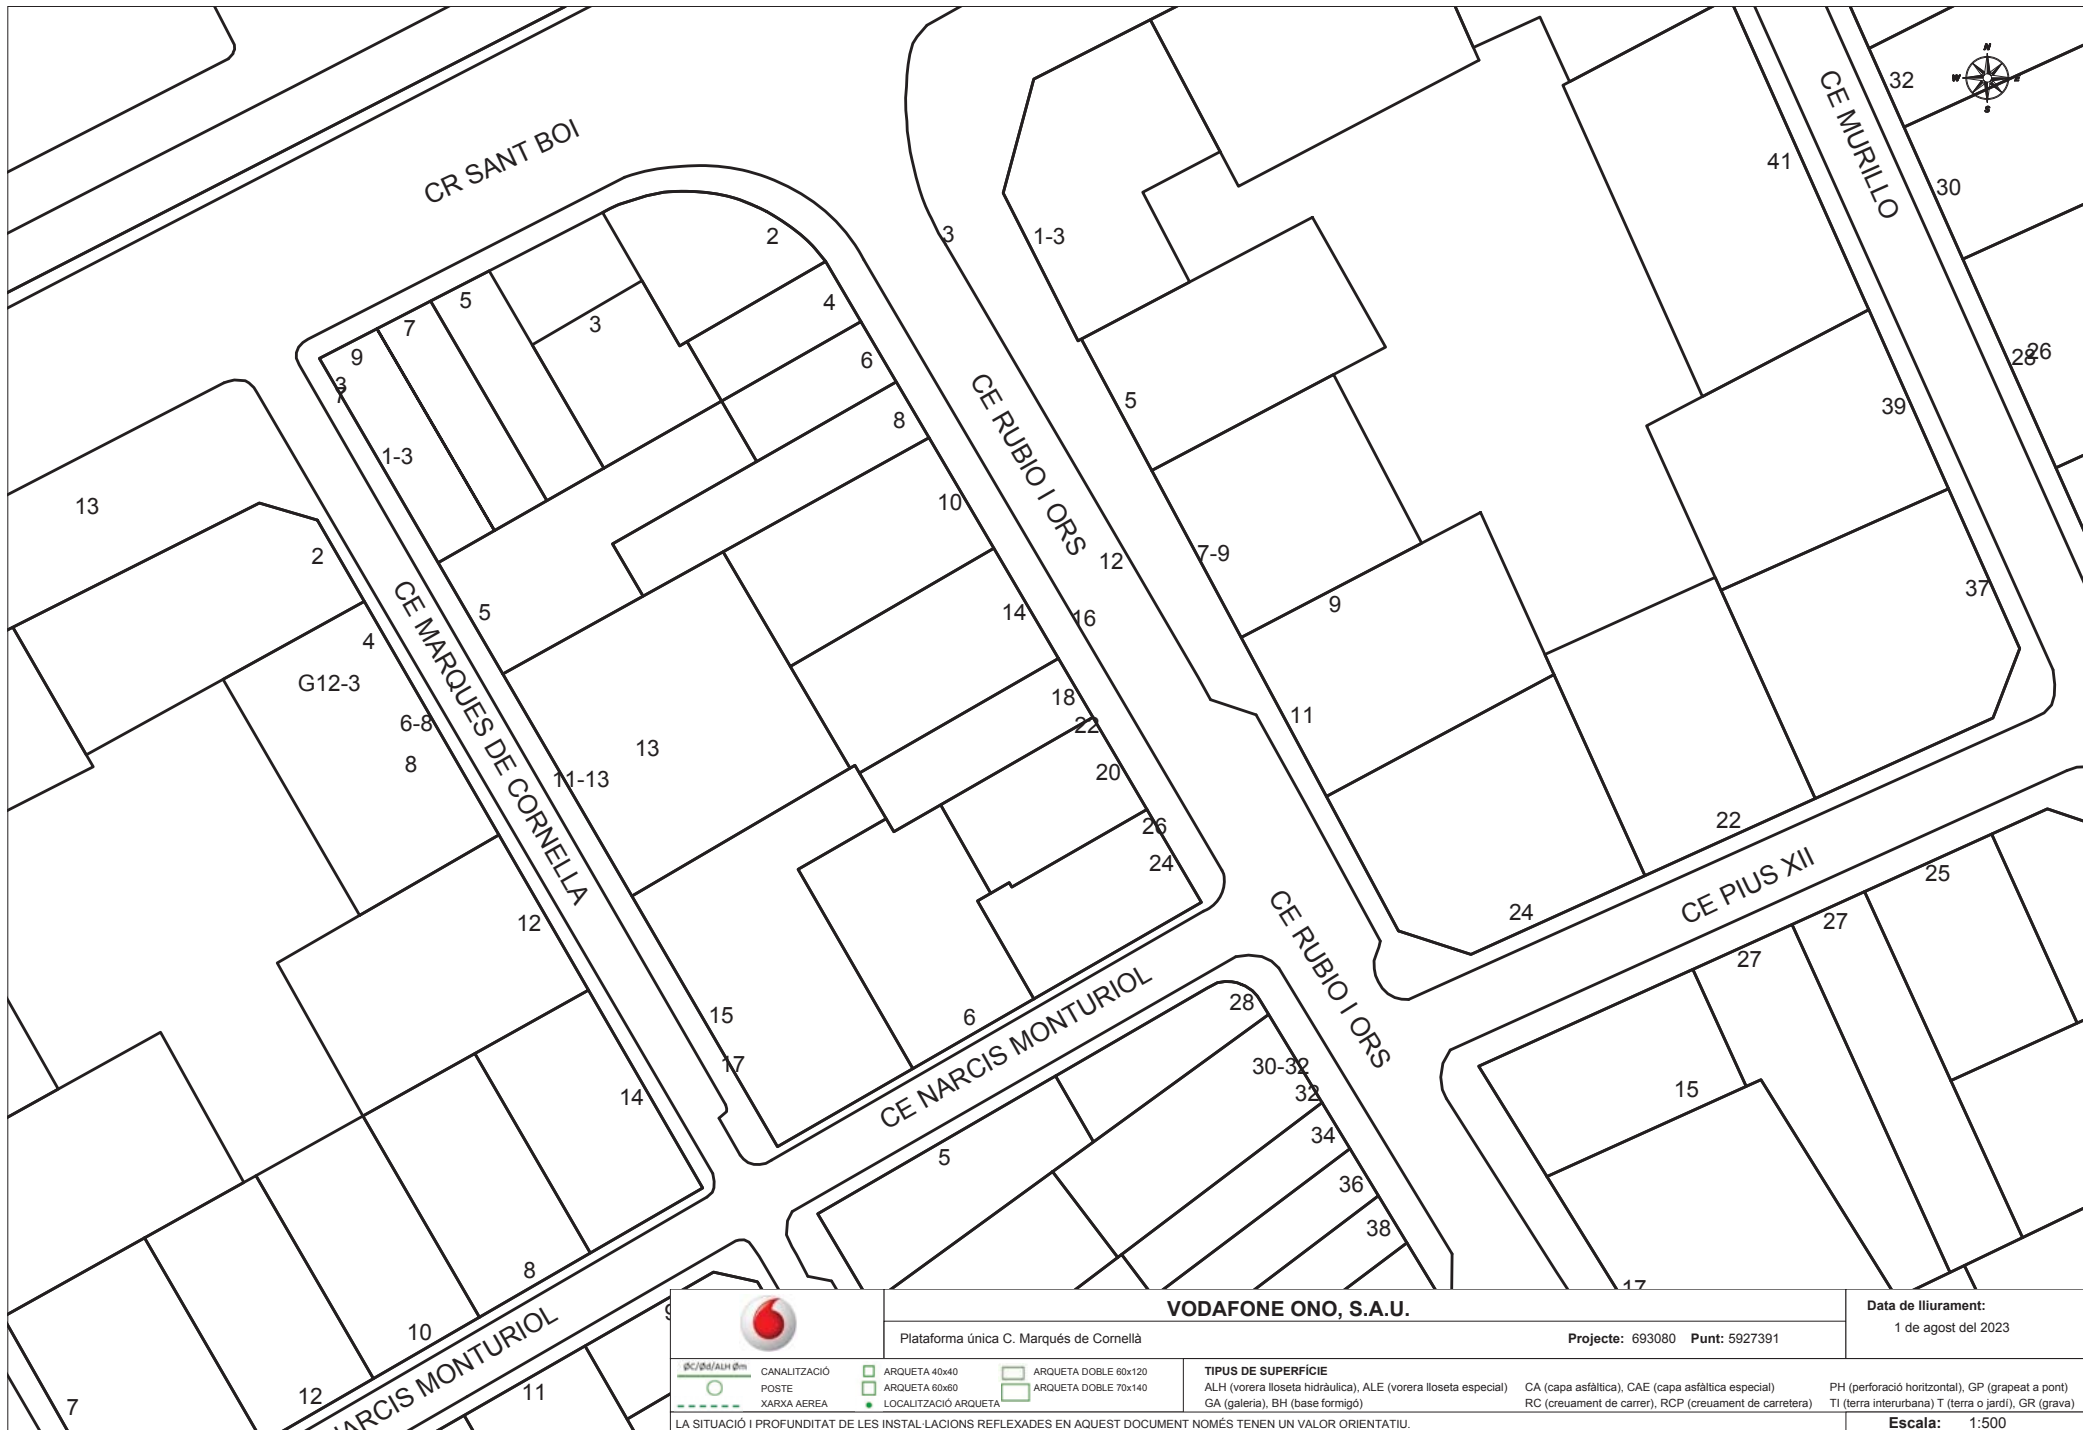 N
W
E
S
CR SANT BOI
CE MURILLO
32
41
30
2
3
1-3
4
5
7
3
9
6
28
26
3
7
5
39
8
1-3
CE RUBIO I ORS
13
10
2
7-9
12
37
9
5
14
16
4
CE MARQUES DE CORNELLA
G12-3
18
6-8
11
22
13
8
20
11-13
22
26
24
CE PIUS XII
25
24
12
27
CE RUBIO I ORS
27
28
15
6
CE NARCIS MONTURIOL
17
30-32
32
14
15
34
5
36
38
8
17
10
NARCIS MONTURIOL
12
11
7
VODAFONE ONO, S.A.U.
Plataforma única C. Marqués de Cornellà
Projecte: 693080 Punt: 5927391
Data de lliurament:
1 de agost del 2023
ØC/Ød/ALH Øm
CANALITZACIÓ
POSTE
XARXA AEREA
ARQUETA 40x40
ARQUETA 60x60
LOCALITZACIÓ ARQUETA
ARQUETA DOBLE 60x120
ARQUETA DOBLE 70x140
TIPUS DE SUPERFÍCIE
ALH (vorera lloseta hidràulica), ALE (vorera lloseta especial) CA (capa asfàltica), CAE (capa asfàltica especial) PH (perforació horitzontal), GP (grapeat a pont)
GA (galeria), BH (base formigó) RC (creuament de carrer), RCP (creuament de carretera) TI (terra interurbana) T (terra o jardí), GR (grava)
LA SITUACIÓ I PROFUNDITAT DE LES INSTAL·LACIONS REFLEXADES EN AQUEST DOCUMENT NOMÉS TENEN UN VALOR ORIENTATIU.
Escala: 1:500